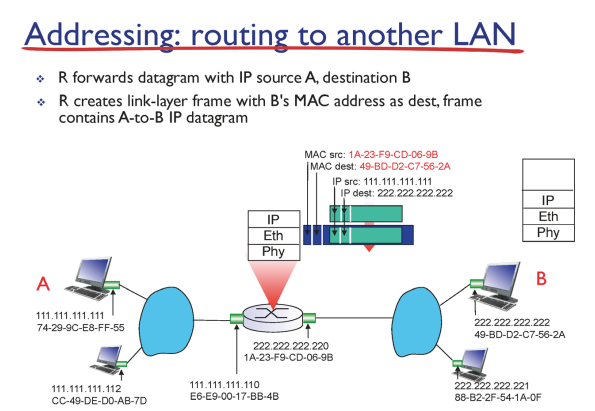 Addressing: routing to another LAN
R forwards datagram with IP source A, destination B
R creates link-layer frame with B's MAC address as dest, frame
contains A-to-B IP datagram
MAC src: 1A-23-F9-CD-06-9B
MAC dest: 49-BD-D2-C7-56-2A
IP src: 111.111.111.111
IP dest: 222.222.222.222
IP
Eth
Phy
IP
Eth
Phy
A
B
111.111.111.111
74-29-9C-E8-FF-55
222.222.222.222
49-BD-D2-C7-56-2A
222.222.222.220
1A-23-F9-CD-06-9B
111.111.111.112
CC-49-DE-D0-AB-7D
111.111.111.110
E6-E9-00-17-BB-4B
222.222.222.221
88-B2-2F-54-1A-0F